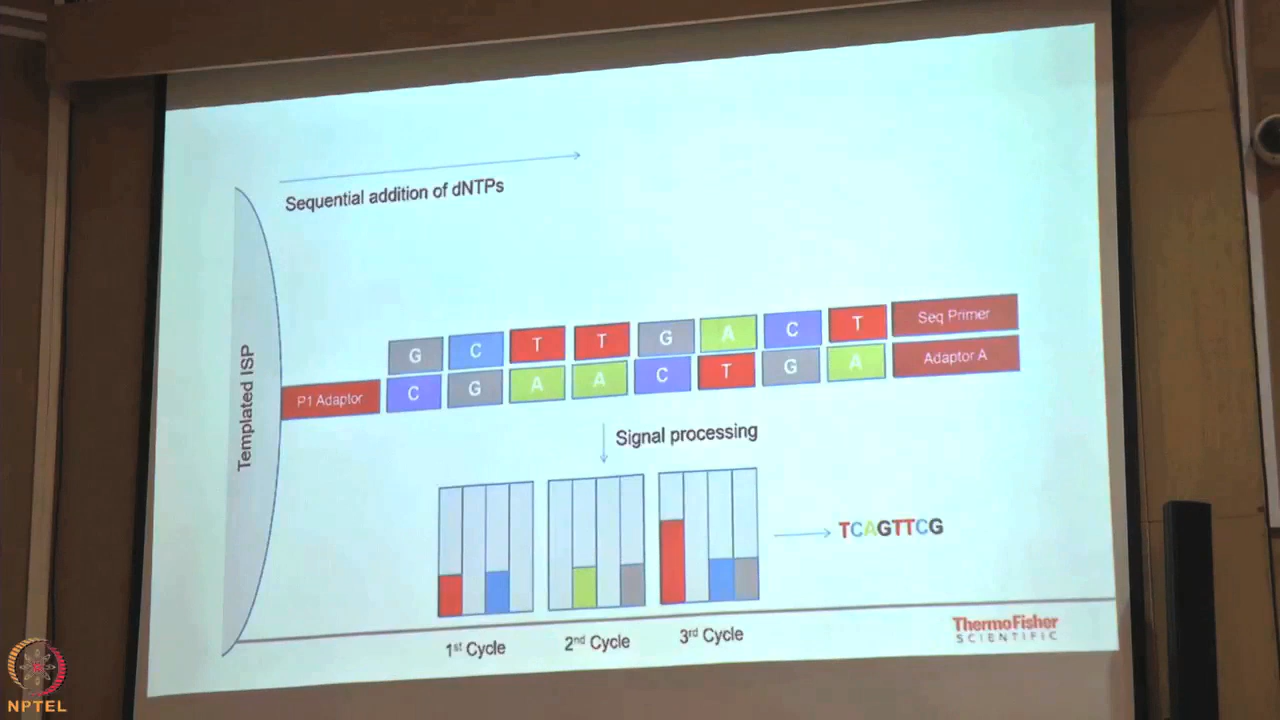 Sequential addition of dNTPs
Templated ISP
G C T T G A C T Seq Primer
P1 Adaptor C G A A C T G A Adaptor A
Signal processing
TCAGTTCG
1st Cycle 2nd Cycle 3rd Cycle
ThermoFisher
SCIENTIFIC
NPTEL